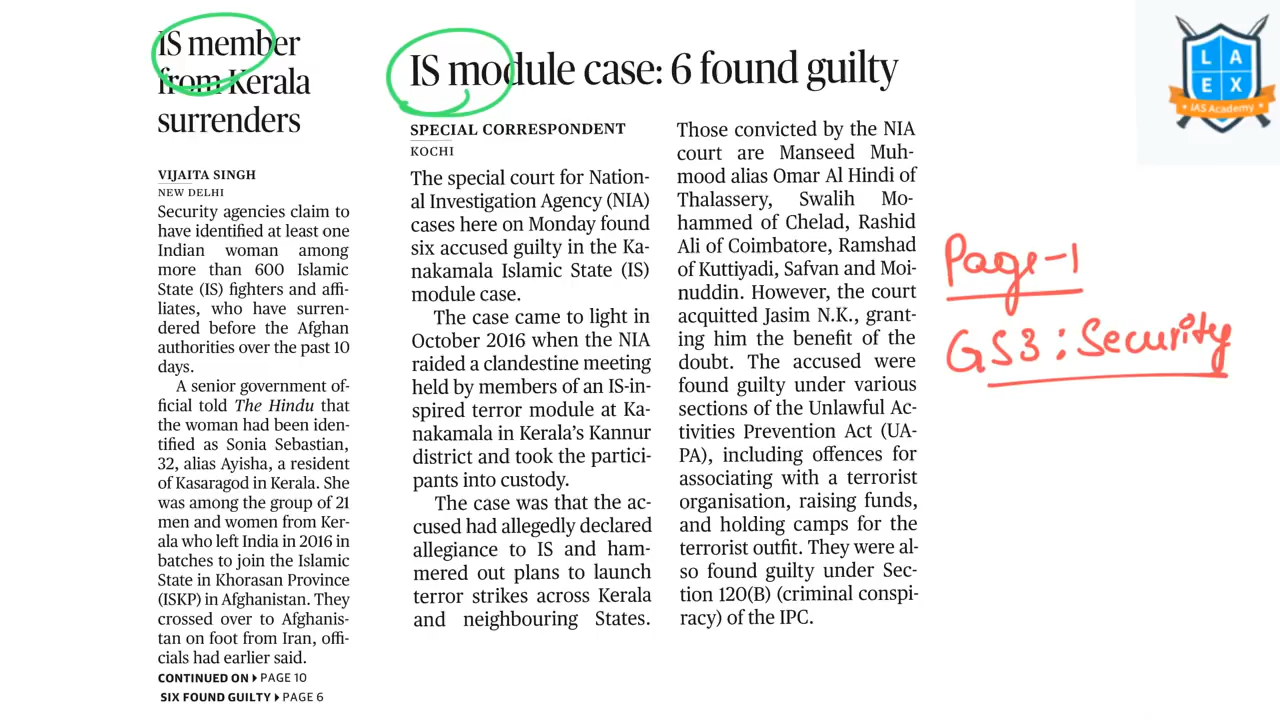 IS member
from Kerala
surrenders
VIJAITA SINGH
NEW DELHI
Security agencies claim to
have identified at least one
Indian woman among
more than 600 Islamic
State (IS) fighters and affi-
liates, who have surren-
dered before the Afghan
authorities over the past 10
days.
A senior government of-
ficial told The Hindu that
the woman had been iden-
tified as Sonia Sebastian,
32, alias Ayisha, a resident
of Kasaragod in Kerala. She
was among the group of 21
men and women from Ker-
ala who left India in 2016 in
batches to join the Islamic
State in Khorasan Province
(ISKP) in Afghanistan. They
crossed over to Afghanis-
tan on foot from Iran, offi-
cials had earlier said.
CONTINUED ON PAGE 10
SIX FOUND GUILTY PAGE 6
IS module case: 6 found guilty
SPECIAL CORRESPONDENT
KOCHI
The special court for Nation-
al Investigation Agency (NIA)
cases here on Monday found
six accused guilty in the Ka-
nakamala Islamic State (IS)
module case.
The case came to light in
October 2016 when the NIA
raided a clandestine meeting
held by members of an IS-in-
spired terror module at Ka-
nakamala in Kerala's Kannur
district and took the partici-
pants into custody.
The case was that the ac-
cused had allegedly declared
allegiance to IS and ham-
mered out plans to launch
terror strikes across Kerala
and neighbouring States.
Those convicted by the NIA
court are Manseed Muh-
mood alias Omar Al Hindi of
Thalassery, Swalih Mo-
hammed of Chelad, Rashid
Ali of Coimbatore, Ramshad
of Kuttiyadi, Safvan and Moi-
nuddin. However, the court
acquitted Jasim N.K., grant-
ing him the benefit of the
doubt. The accused were
found guilty under various
sections of the Unlawful Ac-
tivities Prevention Act (UA-
PA), including offences for
associating with a terrorist
organisation, raising funds,
and holding camps for the
terrorist outfit. They were al-
so found guilty under Sec-
tion 120(B) (criminal conspi-
racy) of the IPC.
Page-1
GS3: Security
L A
E X
IAS Academy